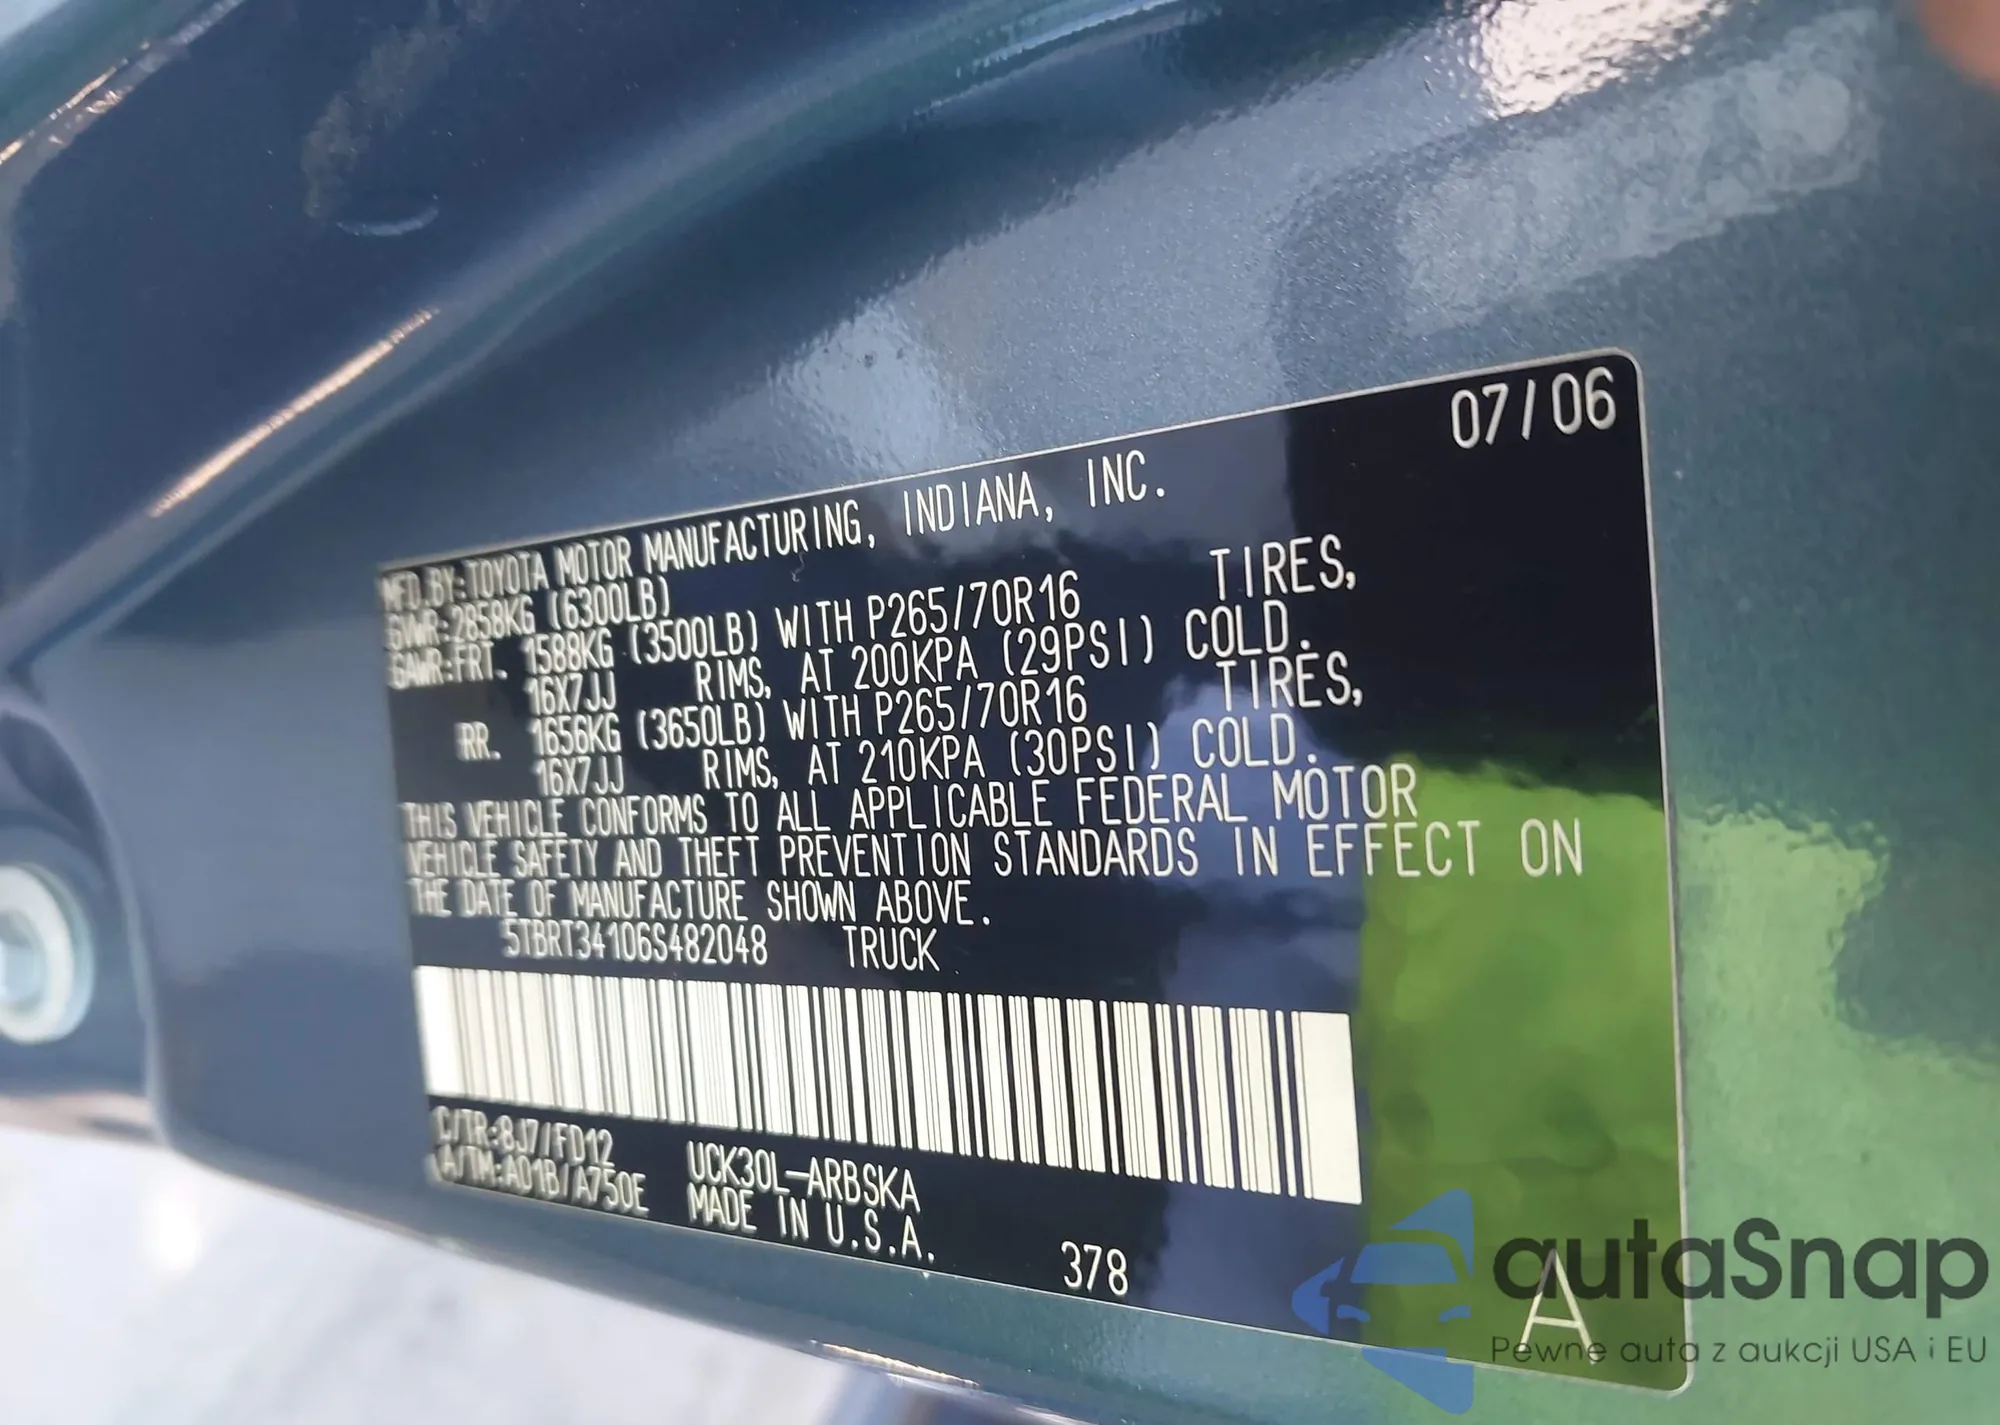 07/06
MFD.BY:TOYOTA MOTOR MANUFACTURING, INDIANA, INC.
GVWR:2858KG (6300LB)
GAWR:FRT. 1588KG (3500LB) WITH P265/70R16 TIRES,
16X7JJ RIMS, AT 200KPA (29PSI) COLD.
RR. 1656KG (3650LB) WITH P265/70R16 TIRES,
16X7JJ RIMS, AT 210KPA (30PSI) COLD.
THIS VEHICLE CONFORMS TO ALL APPLICABLE FEDERAL MOTOR
VEHICLE SAFETY AND THEFT PREVENTION STANDARDS IN EFFECT ON
THE DATE OF MANUFACTURE SHOWN ABOVE.
5TBRT34106S482048 TRUCK
C/TR:8J7/FD12 UCK30L-ARBSKA
A/TM:A01B/A750E MADE IN U.S.A.
378
A
autaSnap
Pewne auta z aukcji USA i EU